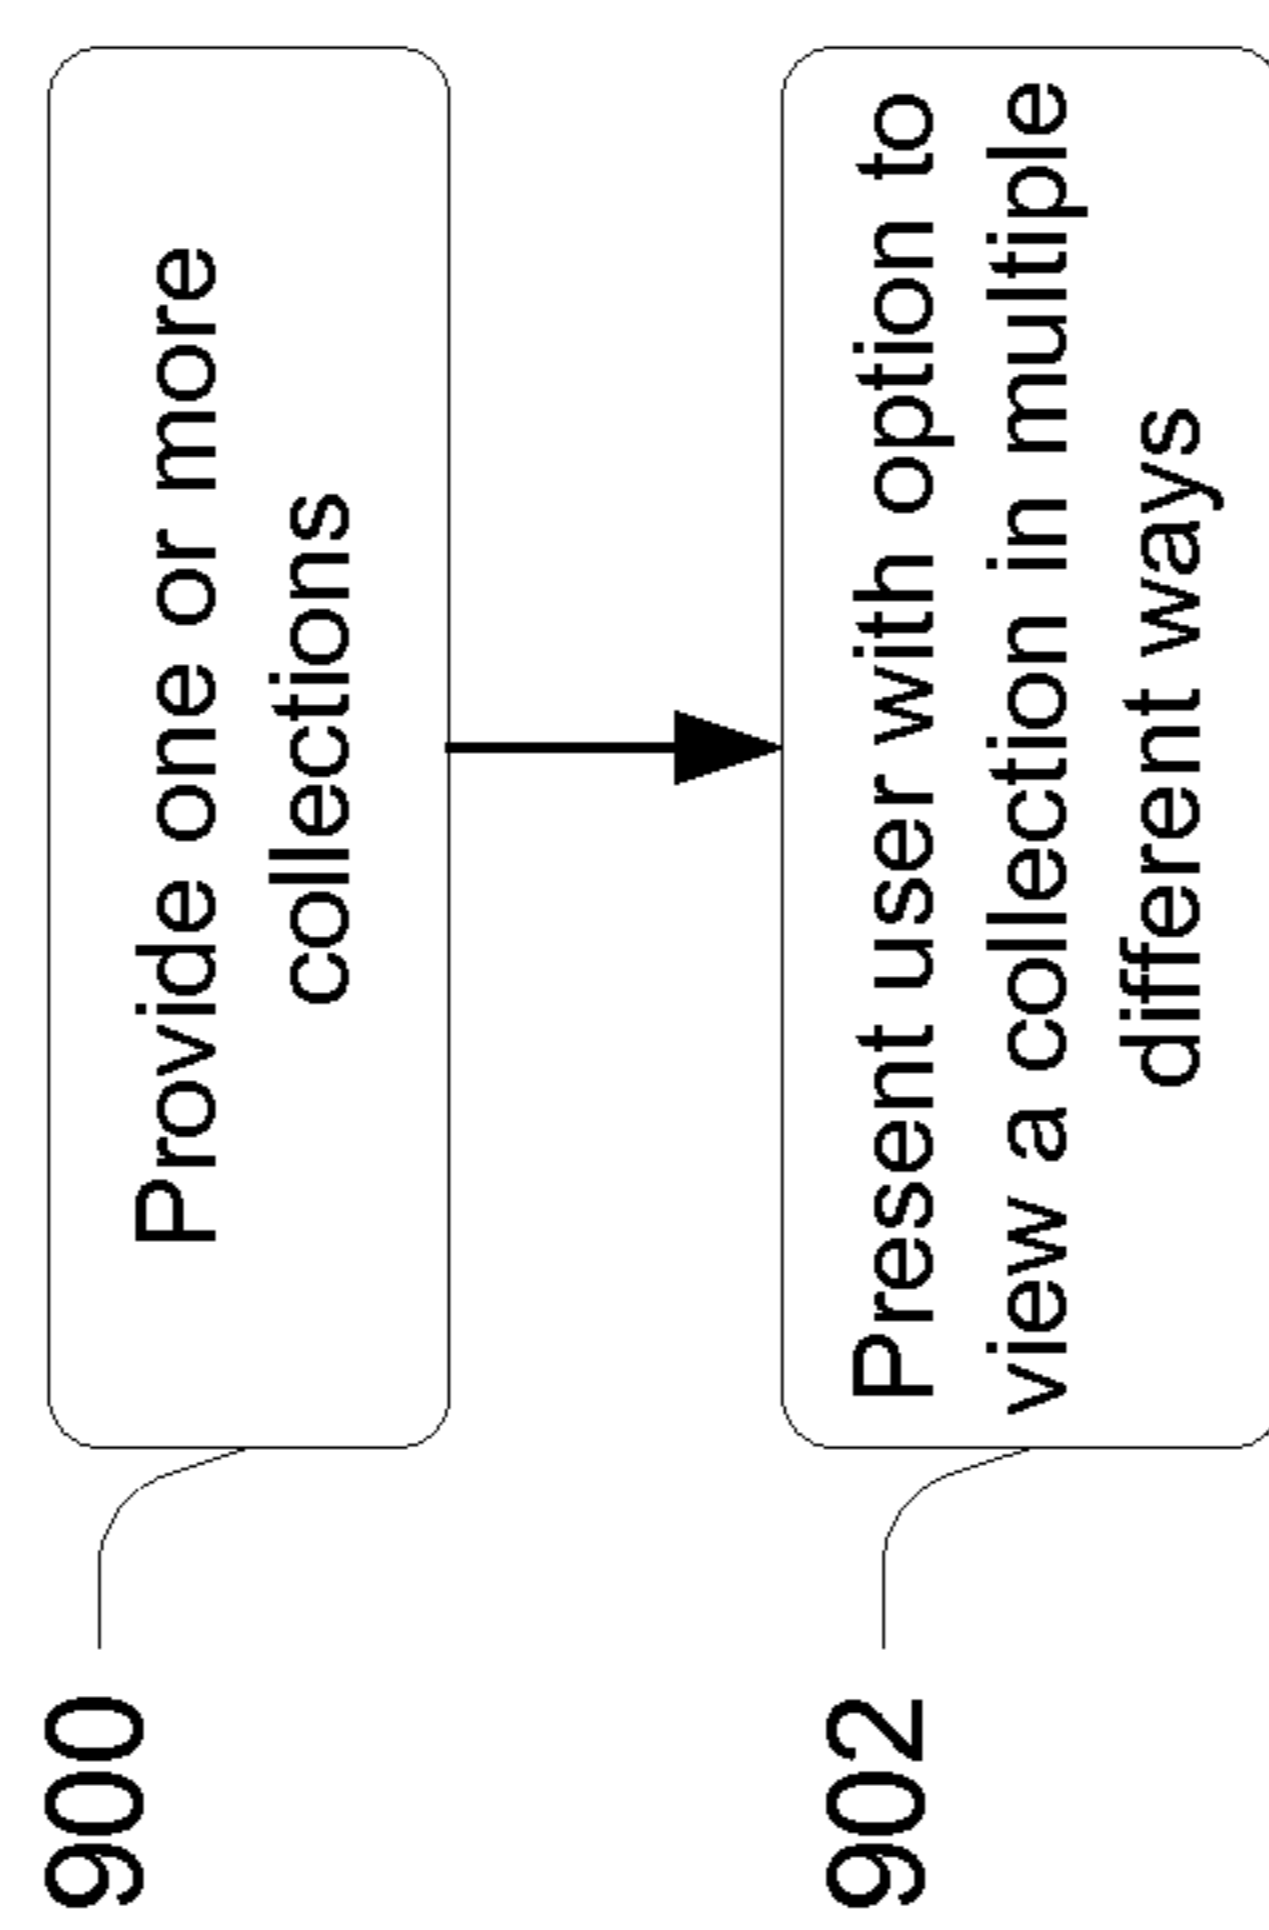 900
Provide one or more
collections
902
Present user with option to
view a collection in multiple
different ways